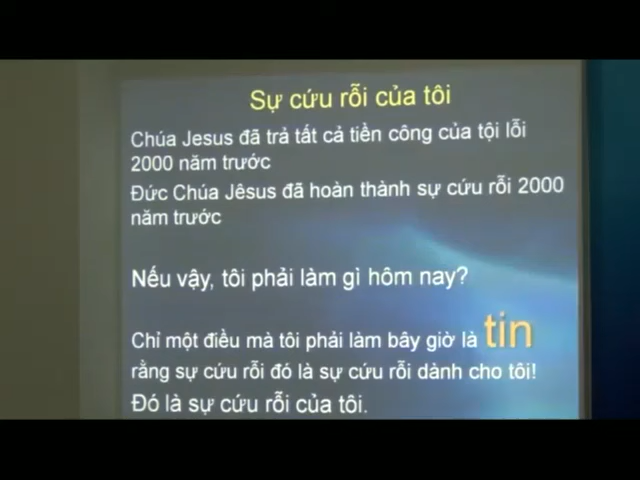 Sự cứu rỗi của tôi
Chúa Jesus đã trả tất cả tiền công của tội lỗi
2000 năm trước
Đức Chúa Jêsus đã hoàn thành sự cứu rỗi 2000
năm trước
Nếu vậy, tôi phải làm gì hôm nay?
Chỉ một điều mà tôi phải làm bây giờ là tin
rằng sự cứu rỗi đó là sự cứu rỗi dành cho tôi!
Đó là sự cứu rỗi của tôi.